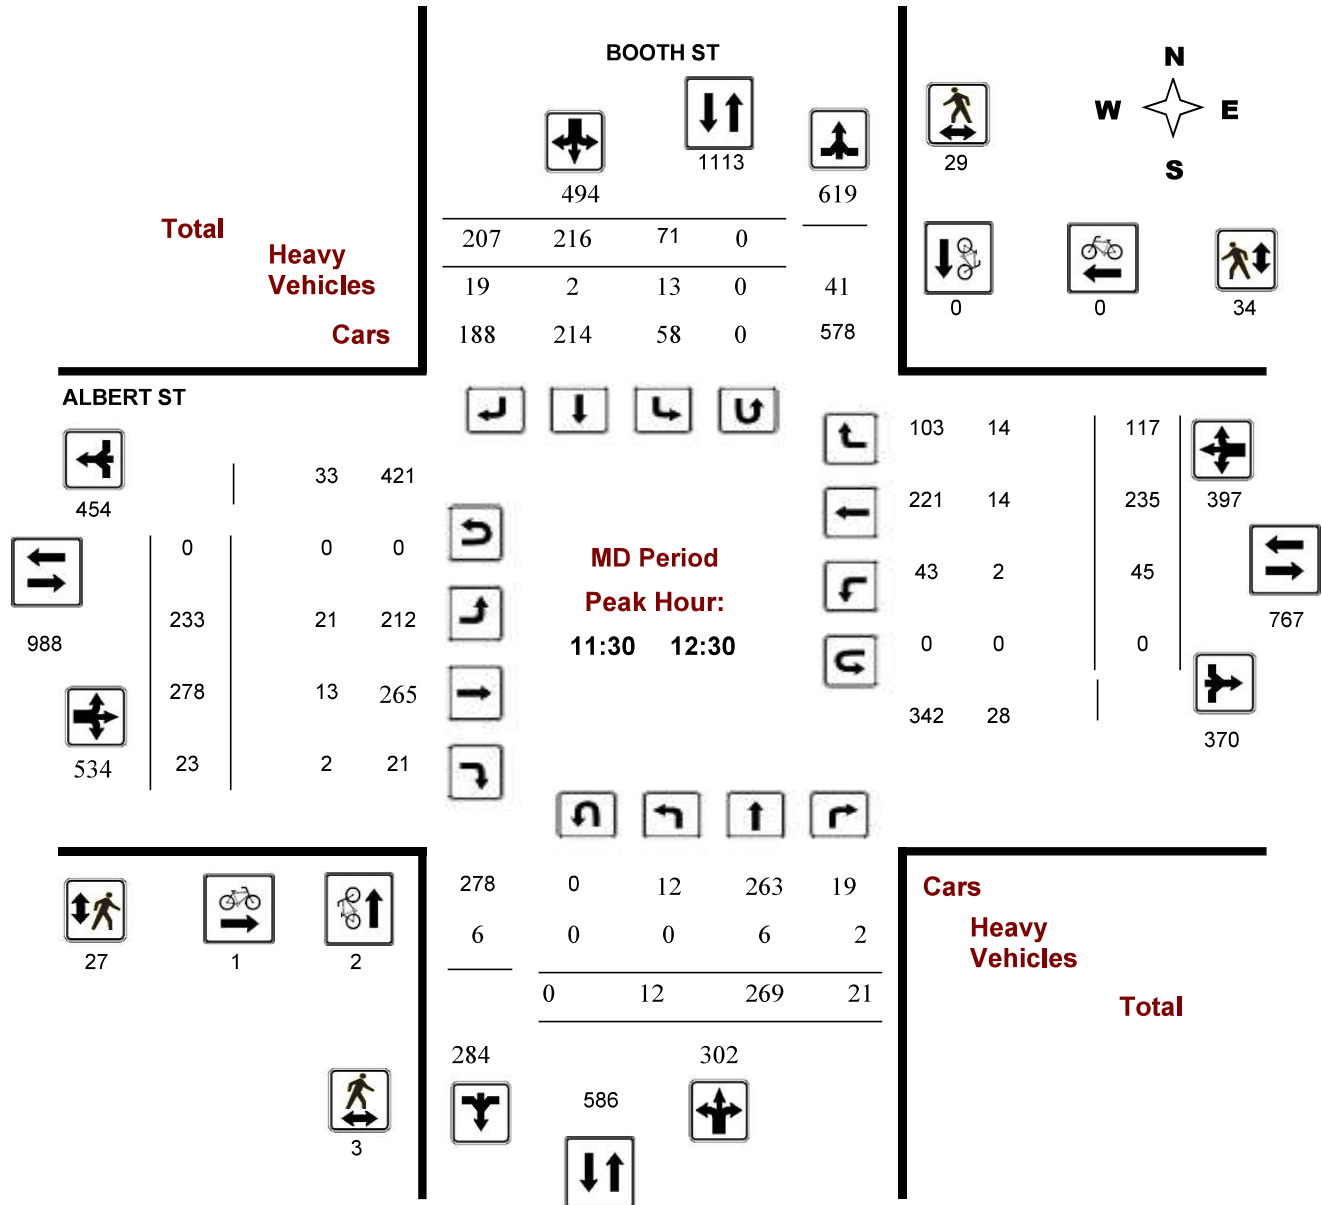 BOOTH ST
N
W E
S
1113
29
494 619
Total
207 216 71 0
Heavy
Vehicles
19 2 13 0 41
0 0 34
Cars
188 214 58 0 578
ALBERT ST
103 14 117
33 421
454
221 14 235 397
0 0 0
MD Period
43 2 45
Peak Hour:
233 21 212
767
988
11:30 12:30
0 0 0
278 13 265
342 28
370
534 23 2 21
278 0 12 263 19
Cars
6 0 0 6 2
Heavy
Vehicles
27 1 2
0 12 269 21
Total
284 302
586
3